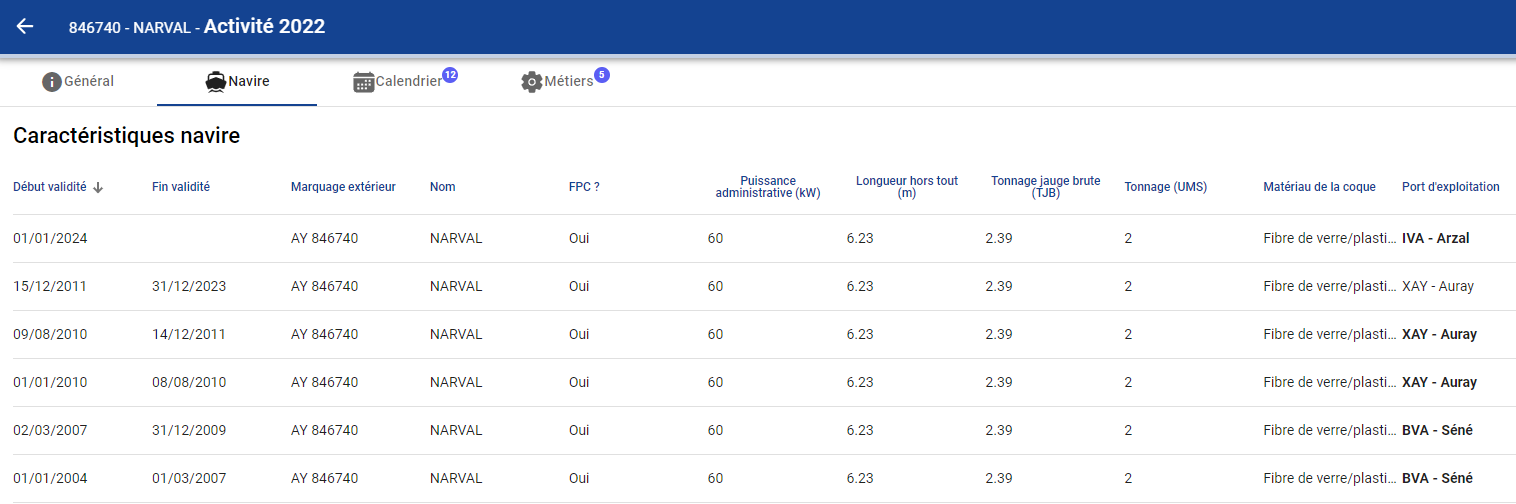 846740 - NARVAL - Activité 2022
Général Navire Calendrier 12 Métiers 5
Caractéristiques navire
Début validité Fin validité Marquage extérieur Nom FPC ? Puissance administrative (kW) Longueur hors tout (m) Tonnage jauge brute (TJB) Tonnage (UMS) Matériau de la coque Port d'exploitation
01/01/2024 AY 846740 NARVAL Oui 60 6.23 2.39 2 Fibre de verre/plasti... IVA - Arzal
15/12/2011 31/12/2023 AY 846740 NARVAL Oui 60 6.23 2.39 2 Fibre de verre/plasti... XAY - Auray
09/08/2010 14/12/2011 AY 846740 NARVAL Oui 60 6.23 2.39 2 Fibre de verre/plasti... XAY - Auray
01/01/2010 08/08/2010 AY 846740 NARVAL Oui 60 6.23 2.39 2 Fibre de verre/plasti... XAY - Auray
02/03/2007 31/12/2009 AY 846740 NARVAL Oui 60 6.23 2.39 2 Fibre de verre/plasti... BVA - Séné
01/01/2004 01/03/2007 AY 846740 NARVAL Oui 60 6.23 2.39 2 Fibre de verre/plasti... BVA - Séné